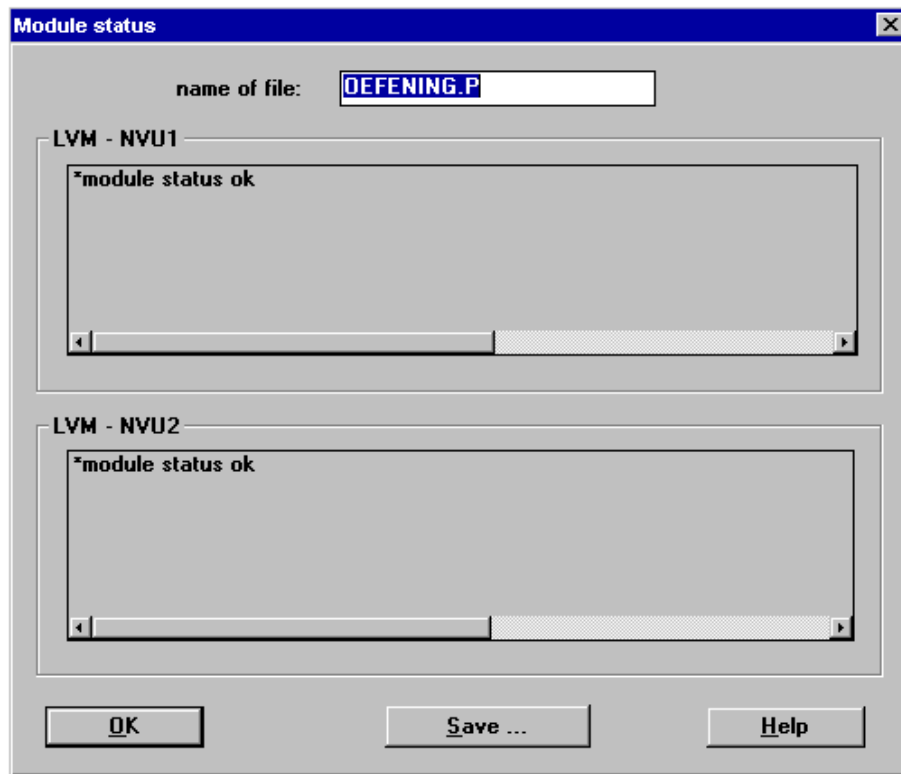 Module status
name of file: OEFENING.P
LVM - NVU1
*module status ok
LVM - NVU2
*module status ok
OK Save ... Help